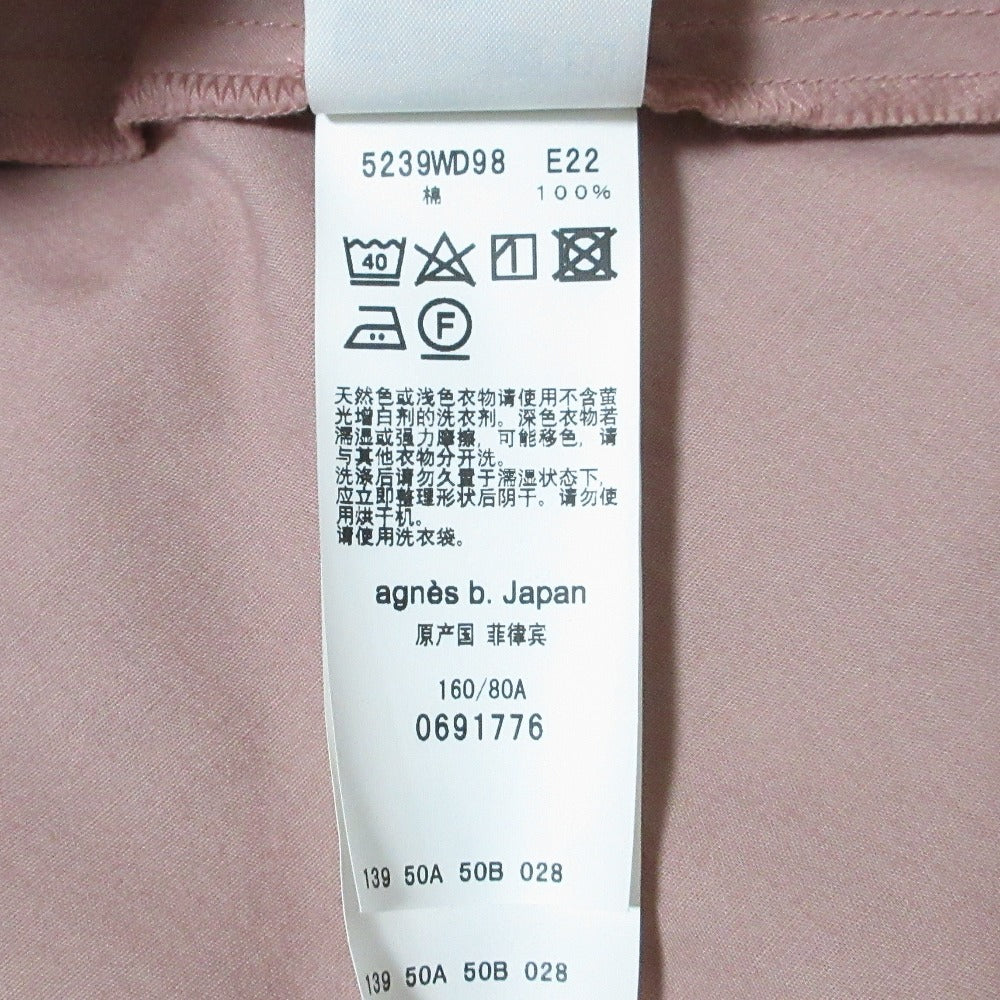 5239WD98 E22
棉 100%
40
F
天然色或浅色衣物请使用不含萤
光增白剂的洗衣剂。深色衣物若
濡湿或强力摩擦,可能移色,请
与其他衣物分开洗。
洗涤后请勿久置于濡湿状态下,
应立即整理形状后阴干。请勿使
用烘干机。
请使用洗衣袋。
agnès b. Japan
原产国 菲律宾
160/80A
0691776
139 50A 50B 028
139 50A 50B 028